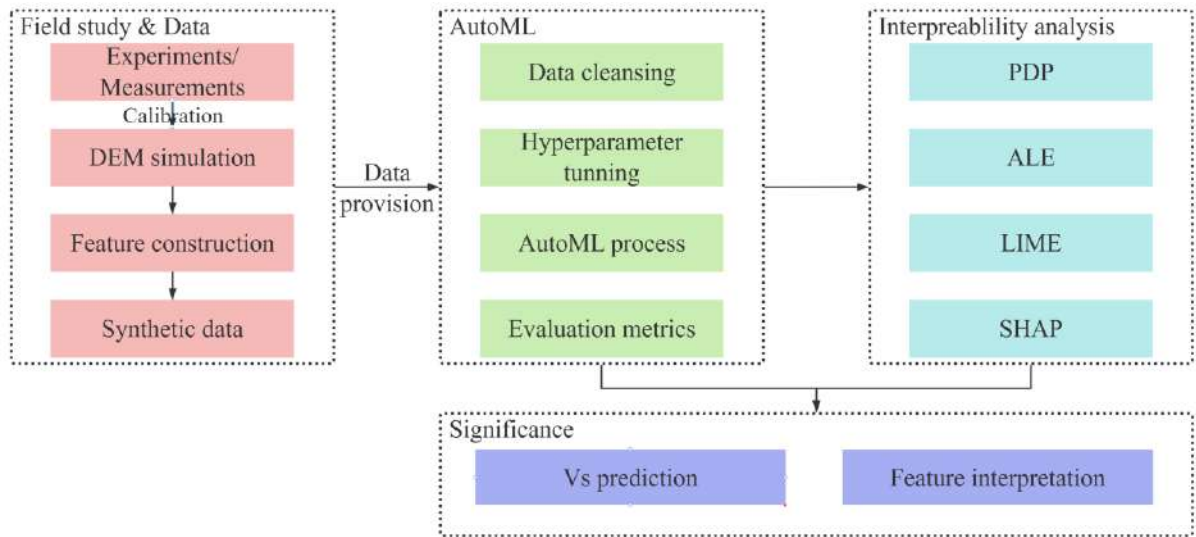 Field study & Data
Experiments/
Measurements
Calibration
DEM simulation
Feature construction
Synthetic data
Data
provision
AutoML
Data cleansing
Hyperparameter
tunning
AutoML process
Evaluation metrics
Interpreablility analysis
PDP
ALE
LIME
SHAP
Significance
Vs prediction
Feature interpretation